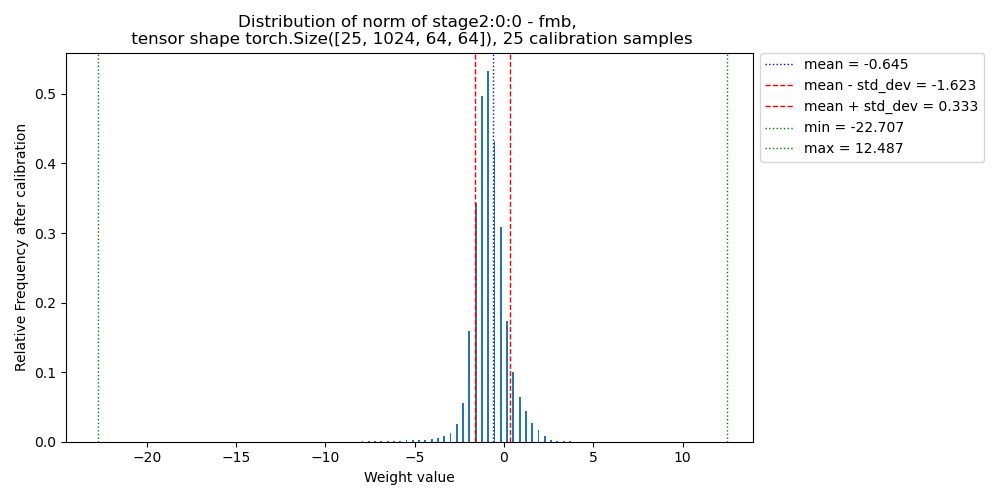 Distribution of norm of stage2:0:0 - fmb,
tensor shape torch.Size([25, 1024, 64, 64]), 25 calibration samples
mean = -0.645
mean - std_dev = -1.623
mean + std_dev = 0.333
min = -22.707
max = 12.487
Relative Frequency after calibration
0.5
0.4
0.3
0.2
0.1
0.0
−20
−15
−10
−5
0
5
10
Weight value